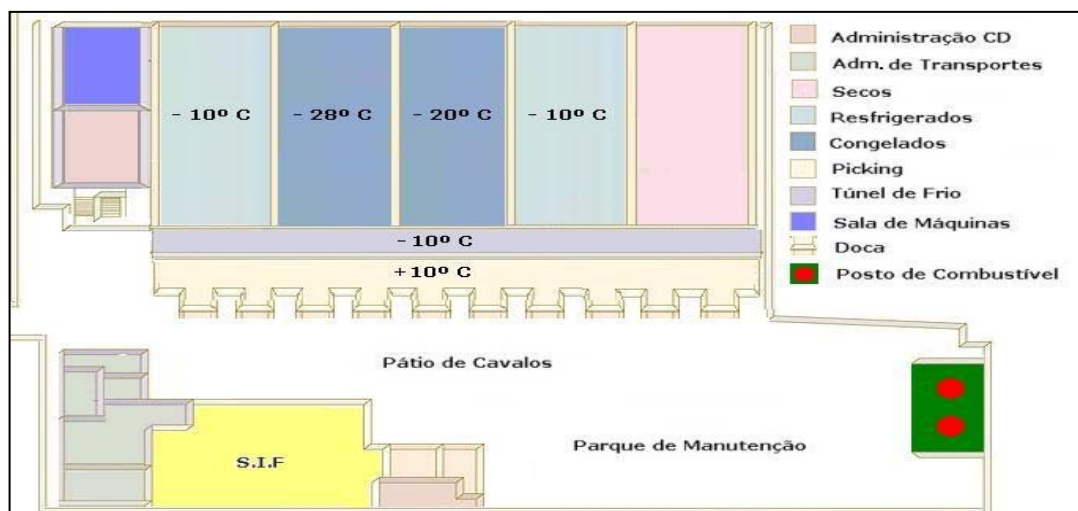 Administração CD
Adm. de Transportes
Secos
Resfrigerados
Congelados
Picking
Túnel de Frio
Sala de Máquinas
Doca
Posto de Combustível
- 10º C
- 28º C
- 20º C
- 10º C
- 10º C
+10º C
Pátio de Cavalos
Parque de Manutenção
S.I.F